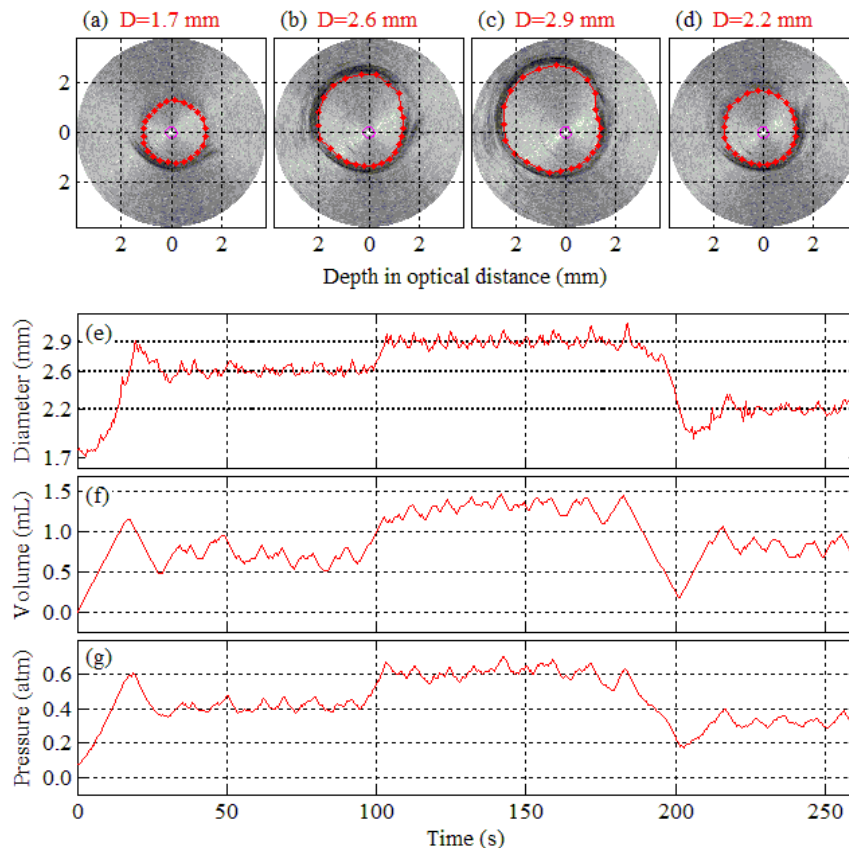 (a) D=1.7 mm
(b) D=2.6 mm
(c) D=2.9 mm
(d) D=2.2 mm
2
0
2
2 0 2
2 0 2
2 0 2
2 0 2
Depth in optical distance (mm)
(e)
Diameter (mm)
2.9
2.6
2.2
1.7
(f)
Volume (mL)
1.5
1.0
0.5
0.0
(g)
Pressure (atm)
0.6
0.4
0.2
0.0
0 50 100 150 200 250
Time (s)